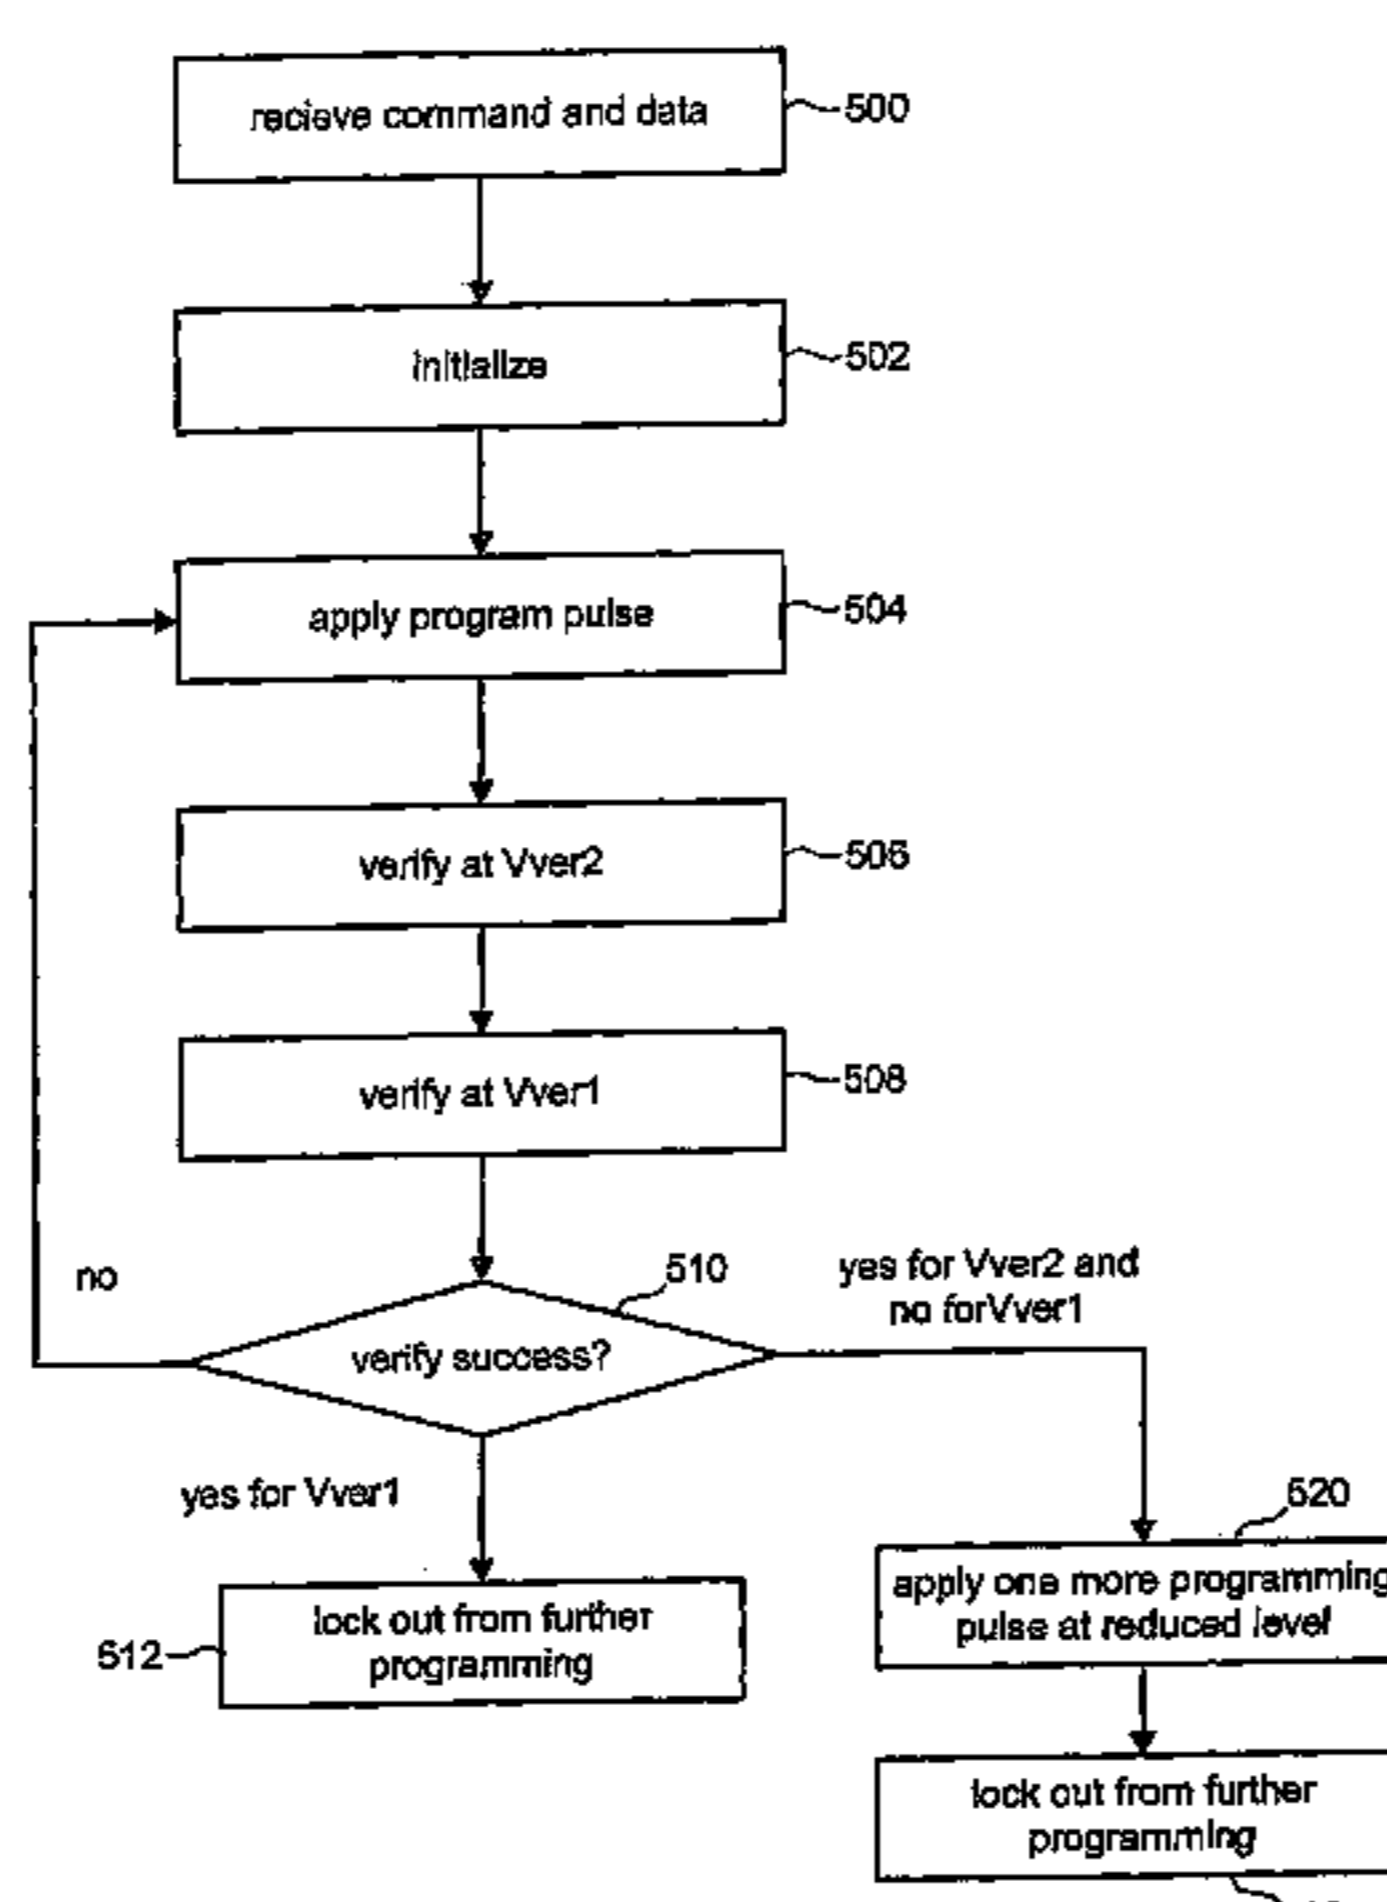 recieve command and data
500
initialize
502
apply program pulse
504
verify at Vver2
506
verify at Vver1
508
no
510
yes for Vver2 and
no forVver1
verify success?
yes for Vver1
520
apply one more programming
pulse at reduced level
512
lock out from further
programming
lock out from further
programming